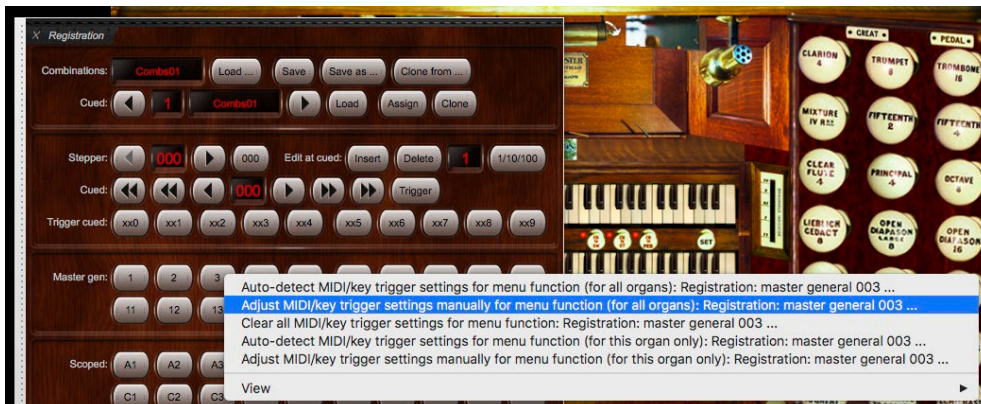 X Registration
Combinations: Combs01 Load ... Save Save as ... Clone from ...
Cued: 1 Combs01 Load Assign Clone
Stepper: 000 000 Edit at cued: Insert Delete 1 1/10/100
Cued: 000 Trigger
Trigger cued: xx0 xx1 xx2 xx3 xx4 xx5 xx6 xx7 xx8 xx9
Master gen: 1 2 3
11 12 13
Scoped: A1 A2 A3
C1 C2 C3
Auto-detect MIDI/key trigger settings for menu function (for all organs): Registration: master general 003 ...
Adjust MIDI/key trigger settings manually for menu function (for all organs): Registration: master general 003 ...
Clear all MIDI/key trigger settings for menu function: Registration: master general 003 ...
Auto-detect MIDI/key trigger settings for menu function (for this organ only): Registration: master general 003 ...
Adjust MIDI/key trigger settings manually for menu function (for this organ only): Registration: master general 003 ...
View
• GREAT • • PEDAL •
CLARION
4
TRUMPET
8
TROMBONE
16
MIXTURE
IV RKS
FIFTEENTH
2
FIFTEENTH
4
CLEAR
FLUTE
4
PRINCIPAL
4
OCTAVE
8
LIEBLICH
GEDACT
8
OPEN
DIAPASON
LARGE
8
OPEN
DIAPASON
16
SET